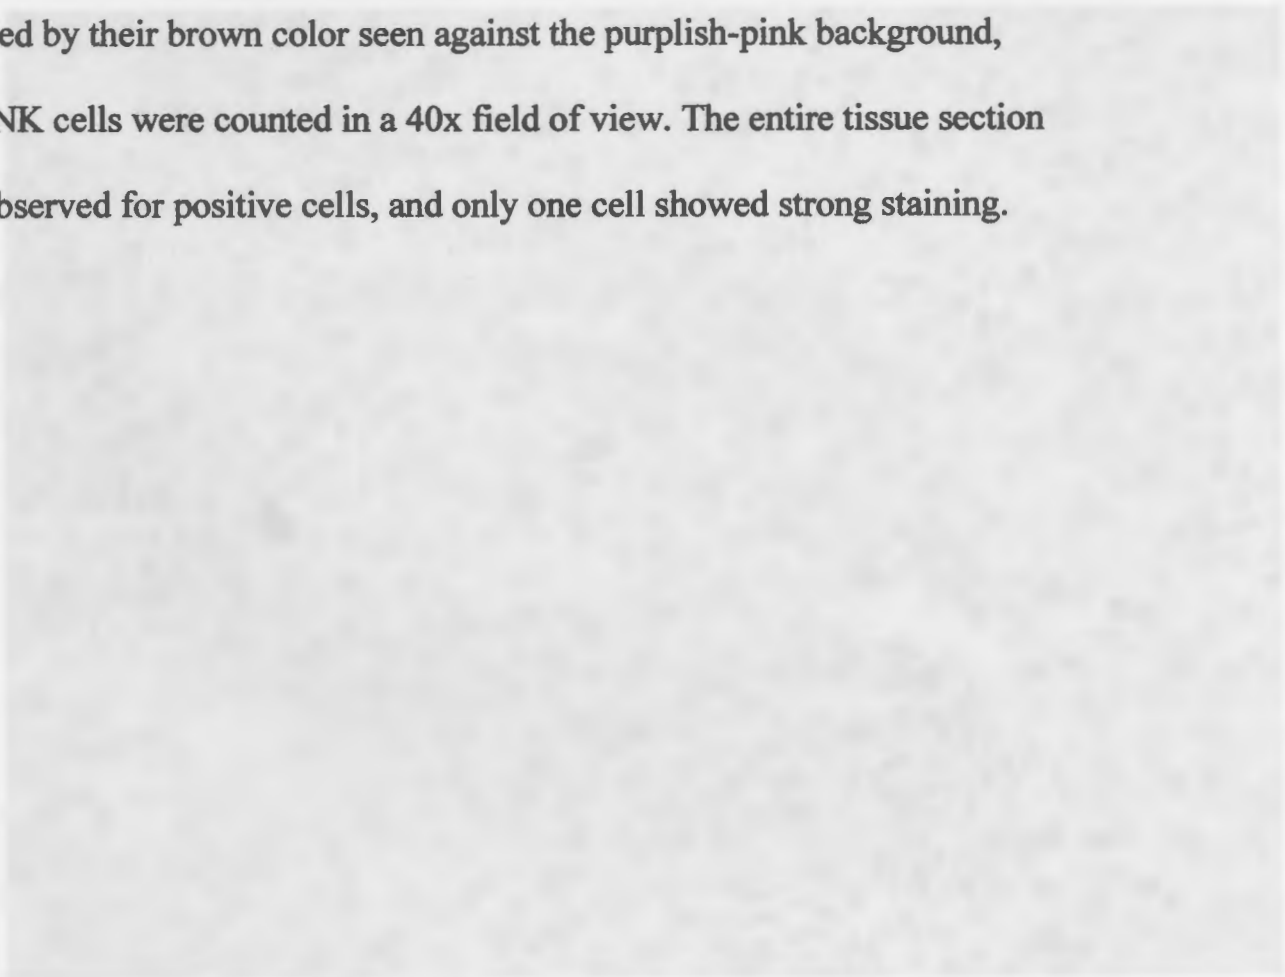 ed by their brown color seen against the purplish-pink background,
NK cells were counted in a 40x field of view. The entire tissue section
bserved for positive cells, and only one cell showed strong staining.